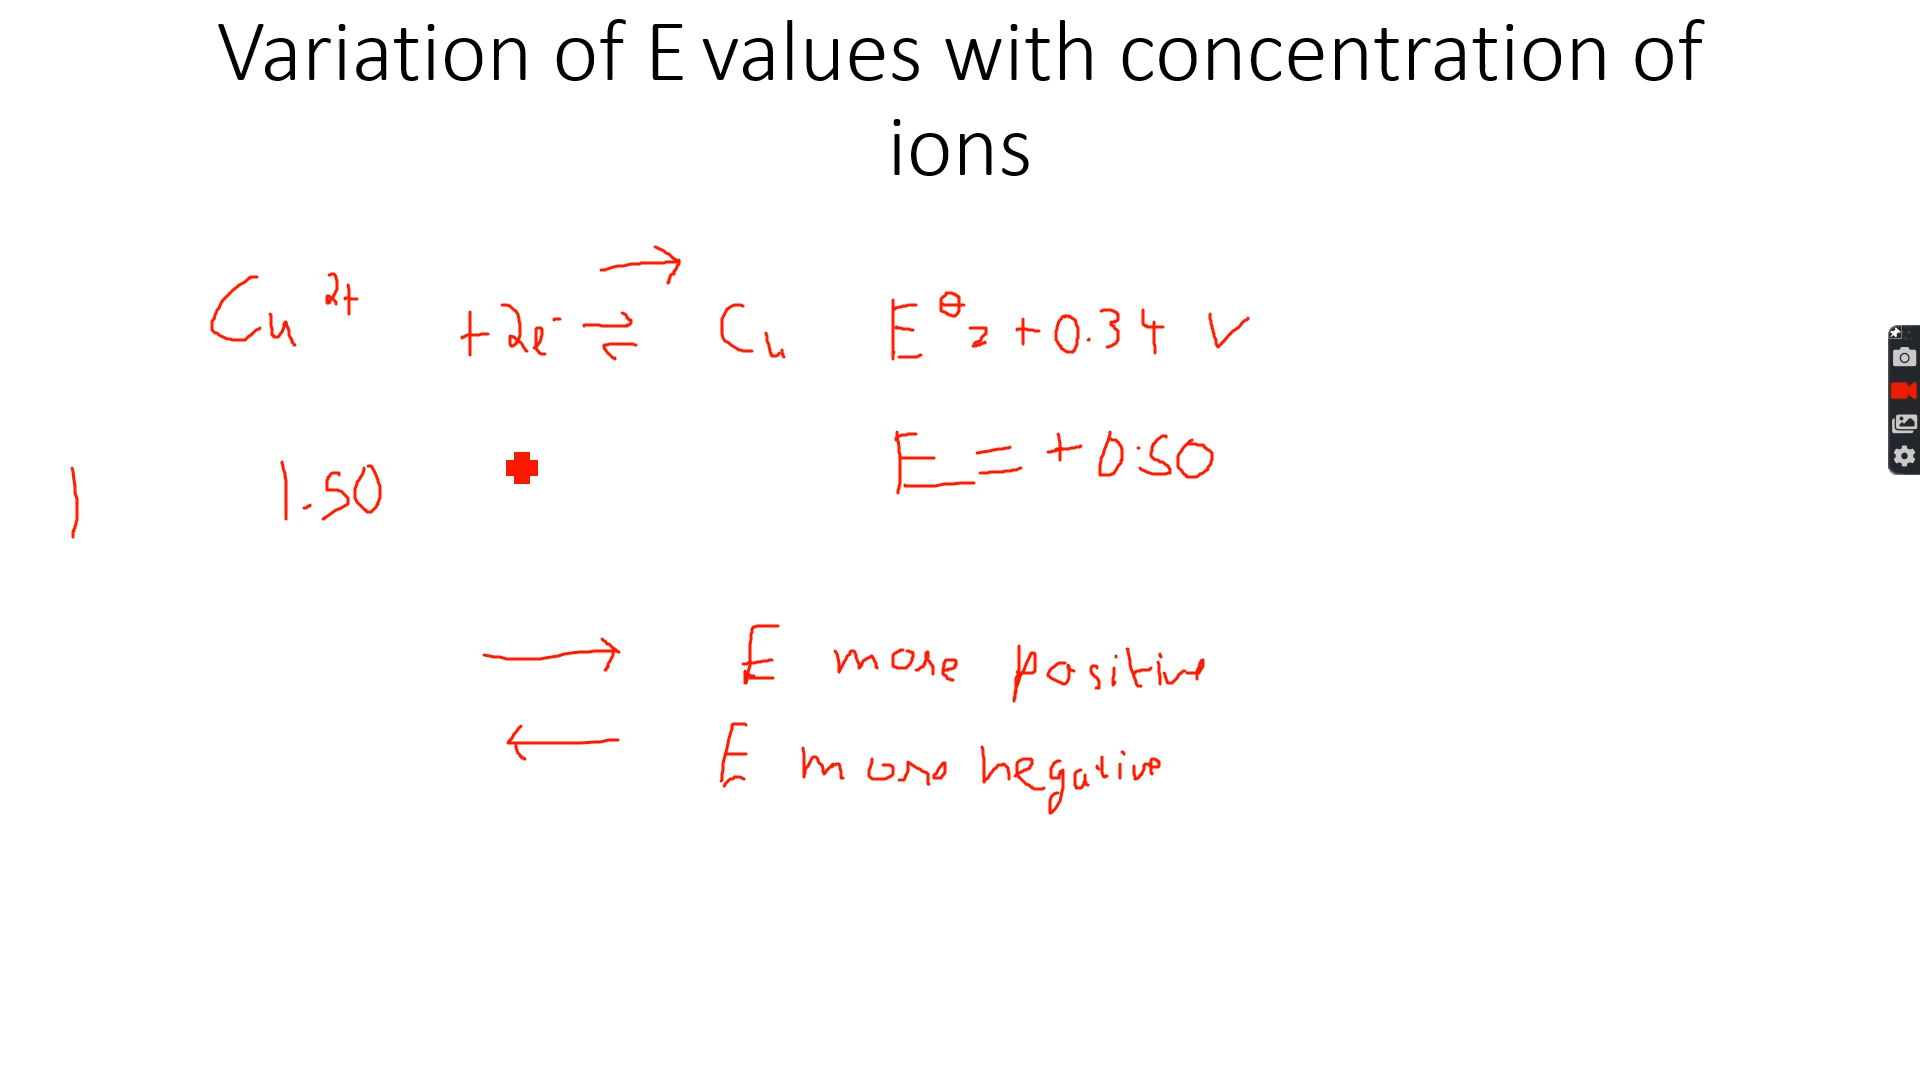 Variation of E values with concentration of
ions
Cu²⁺ +2e⁻ ⇌ Cu E⁰ = +0.34 V
→
1 1.50 E = +0.50
→ E more positive
← E more negative